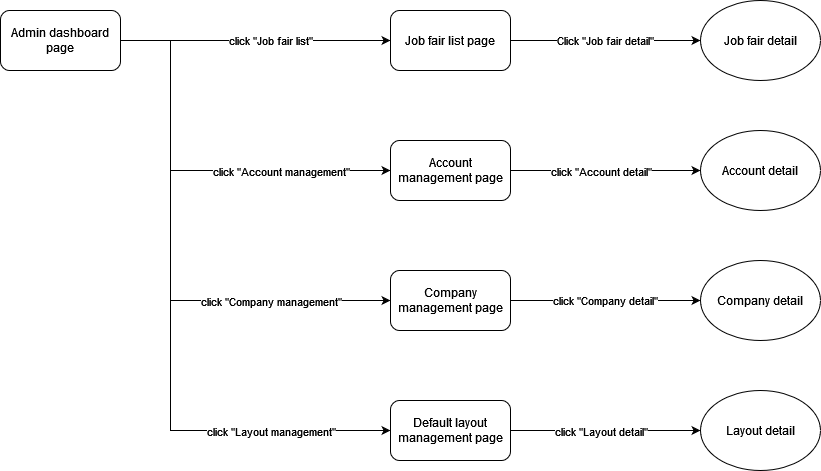 Admin dashboard
page
click "Job fair list"
Job fair list page
Click "Job fair detail"
Job fair detail
click "Account management"
Account
management page
click "Account detail"
Account detail
click "Company management"
Company
management page
click "Company detail"
Company detail
click "Layout management"
Default layout
management page
click "Layout detail"
Layout detail